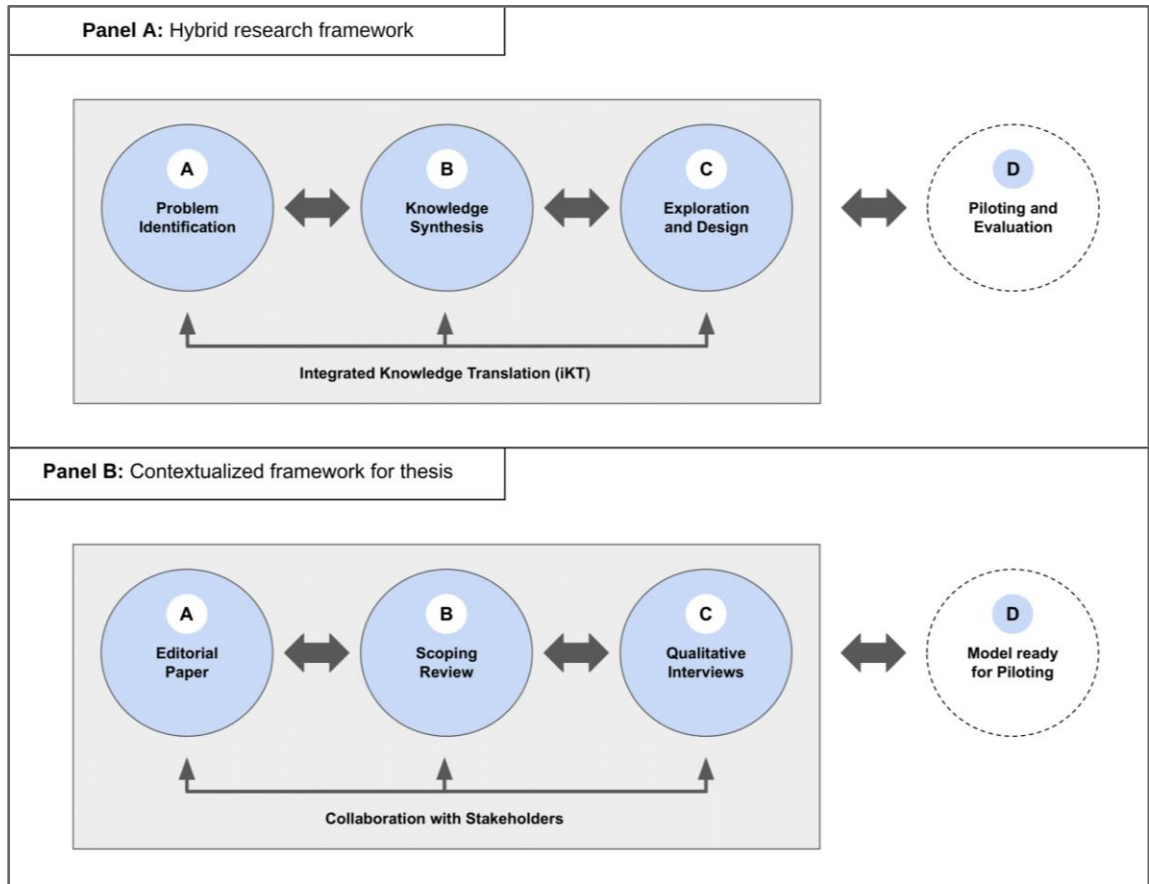 Panel A: Hybrid research framework
A
Problem
Identification
B
Knowledge
Synthesis
C
Exploration
and Design
D
Piloting and
Evaluation
Integrated Knowledge Translation (iKT)
Panel B: Contextualized framework for thesis
A
Editorial
Paper
B
Scoping
Review
C
Qualitative
Interviews
D
Model ready
for Piloting
Collaboration with Stakeholders